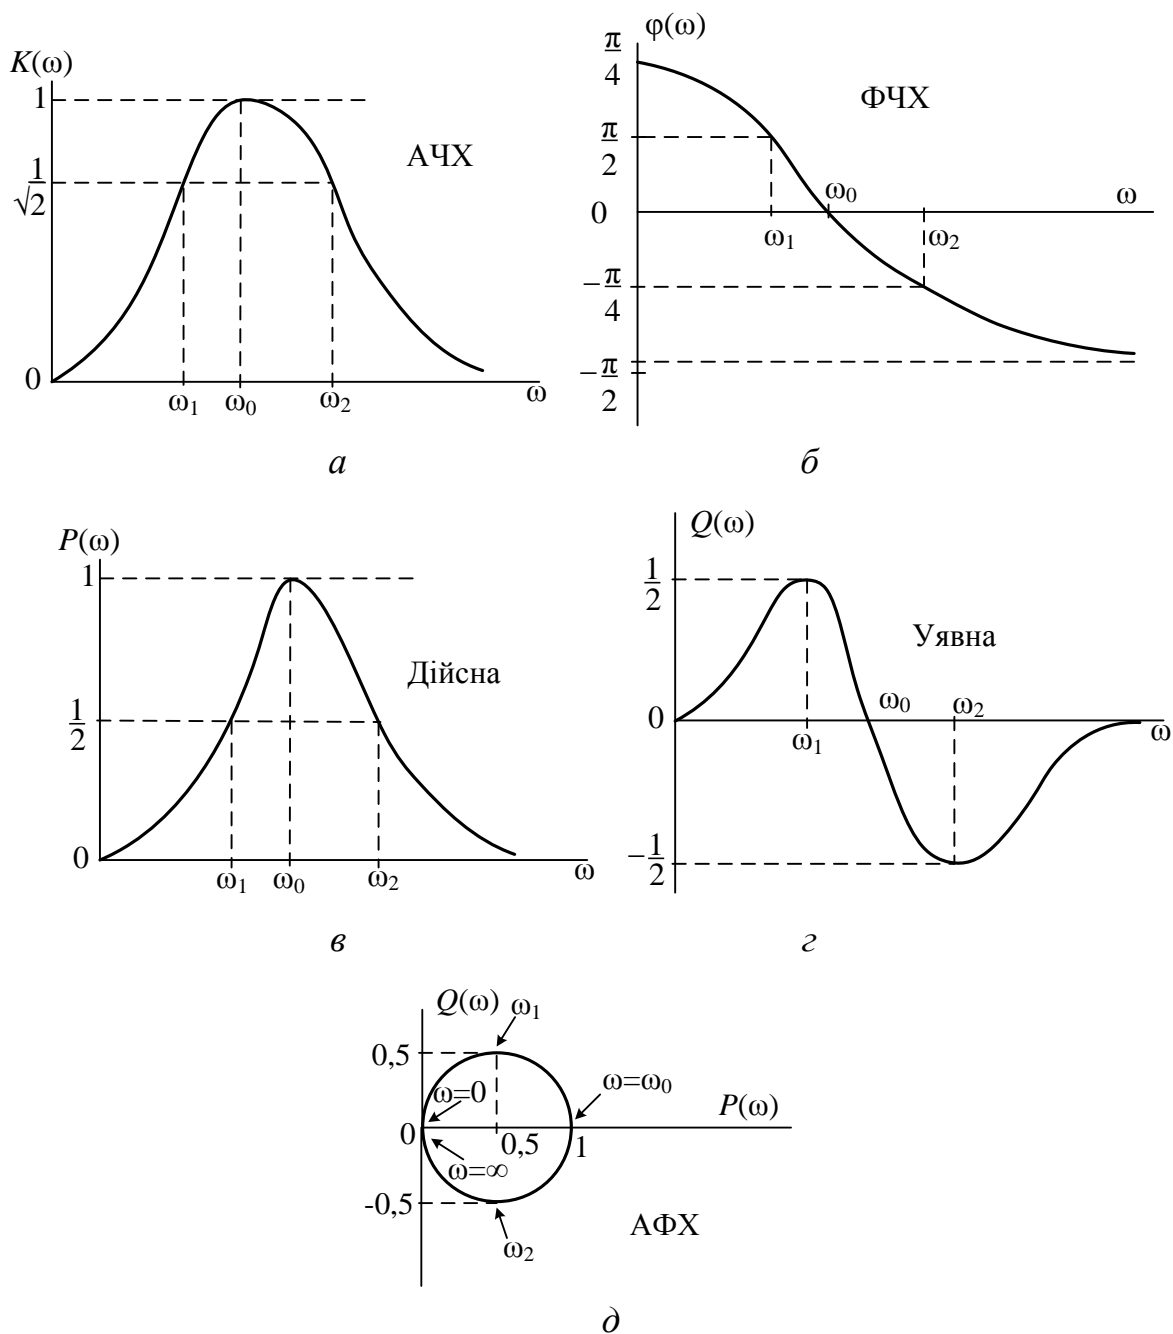 K(ω)
1
1
√2
0
ω₁
ω₀
ω₂
ω
АЧХ
а
φ(ω)
π
4
π
2
0
−π
4
−π
2
ω₀
ω₁
ω₂
ω
ФЧХ
б
P(ω)
1
1
2
0
ω₁
ω₀
ω₂
ω
Дійсна
в
Q(ω)
1
2
0
−1
2
ω₁
ω₀
ω₂
ω
Уявна
г
Q(ω)
ω₁
0,5
ω=0
ω=ω₀
P(ω)
0
0,5
1
ω=∞
-0,5
ω₂
АФХ
д